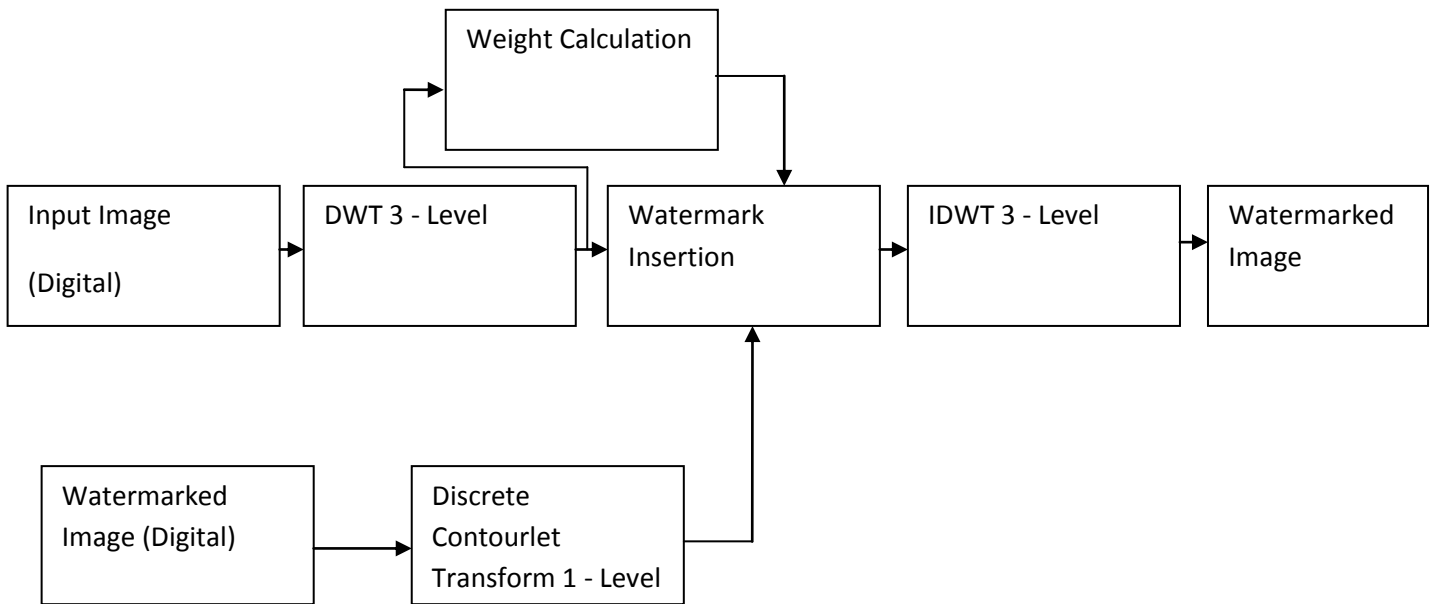 Weight Calculation
Input Image
(Digital)
DWT 3 - Level
Watermark
Insertion
IDWT 3 - Level
Watermarked
Image
Watermarked
Image (Digital)
Discrete
Contourlet
Transform 1 - Level